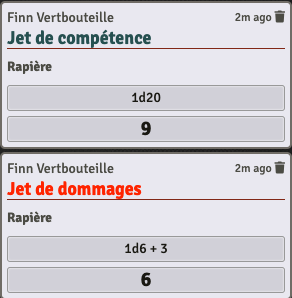 Finn Vertbouteille 2m ago
Jet de compétence
Rapière
1d20
9
Finn Vertbouteille 2m ago
Jet de dommages
Rapière
1d6 + 3
6